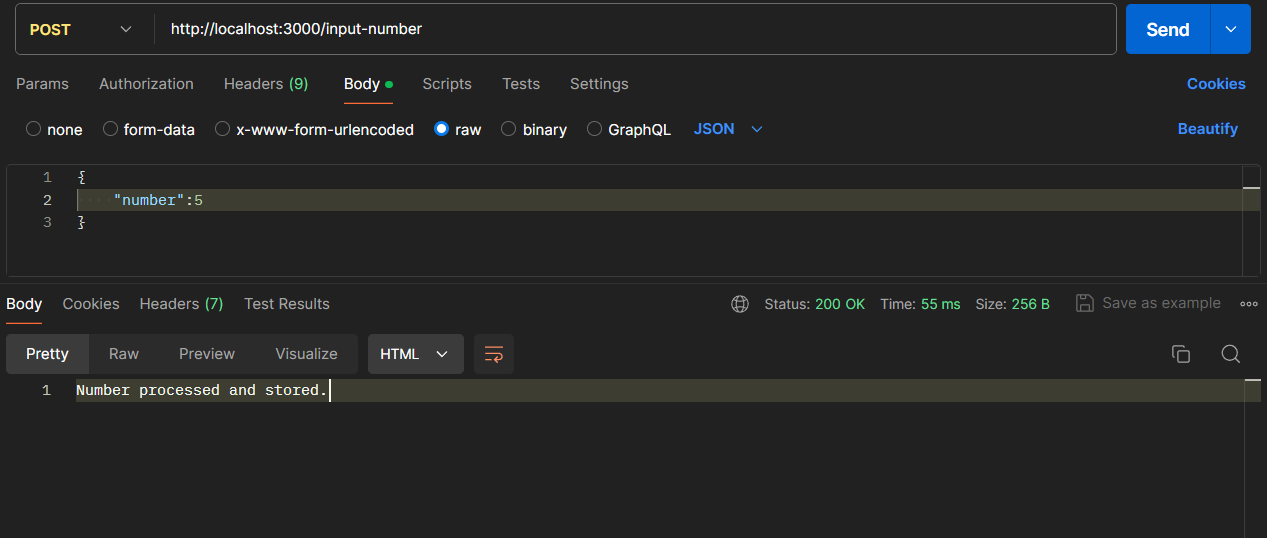 POST http://localhost:3000/input-number Send
Params Authorization Headers (9) Body Scripts Tests Settings Cookies
none form-data x-www-form-urlencoded raw binary GraphQL JSON Beautify
1 {
2 "number":5
3 }
Body Cookies Headers (7) Test Results Status: 200 OK Time: 55 ms Size: 256 B Save as example
Pretty Raw Preview Visualize HTML
1 Number processed and stored.